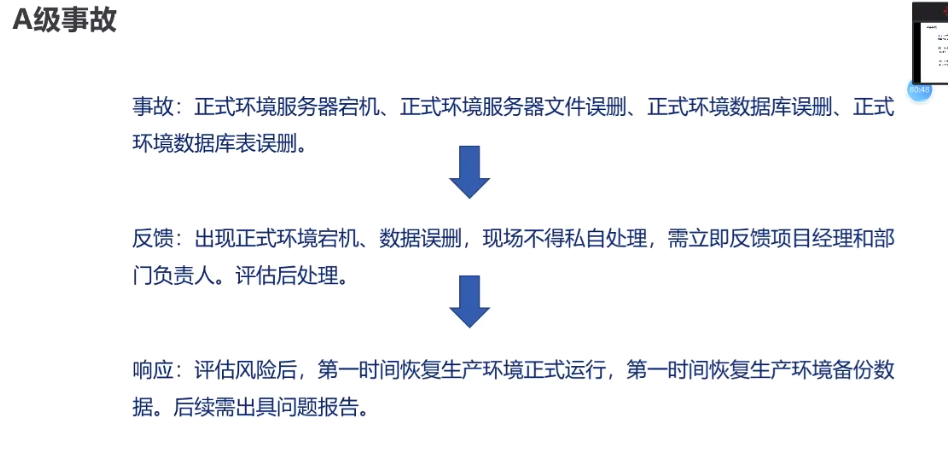 A级事故
00:48
事故：正式环境服务器宕机、正式环境服务器文件误删、正式环境数据库误删、正式
环境数据库表误删。
反馈：出现正式环境宕机、数据误删，现场不得私自处理，需立即反馈项目经理和部
门负责人。评估后处理。
响应：评估风险后，第一时间恢复生产环境正式运行，第一时间恢复生产环境备份数
据。后续需出具问题报告。